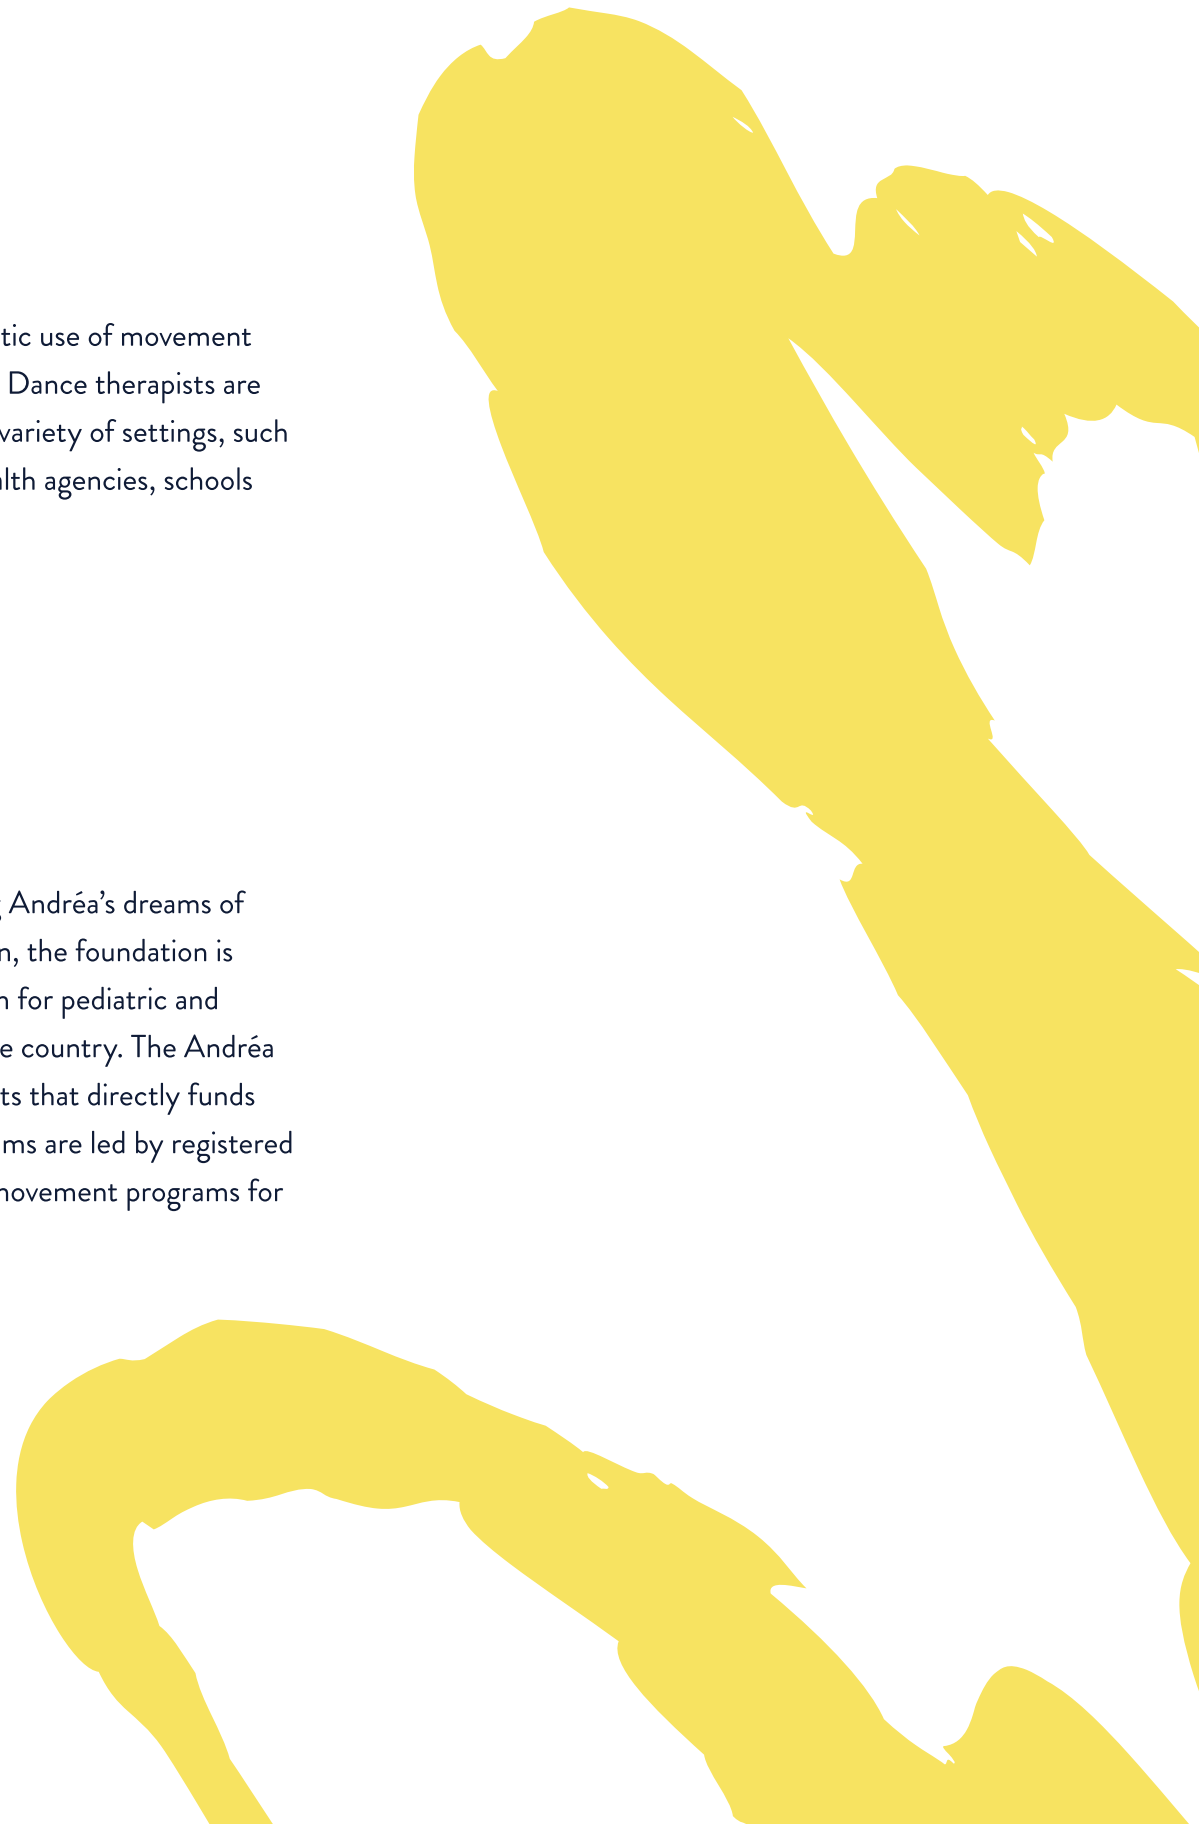 tic use of movement
Dance therapists are
variety of settings, such
lth agencies, schools
Andréa’s dreams of
n, the foundation is
for pediatric and
e country. The Andréa
ts that directly funds
ms are led by registered
movement programs for